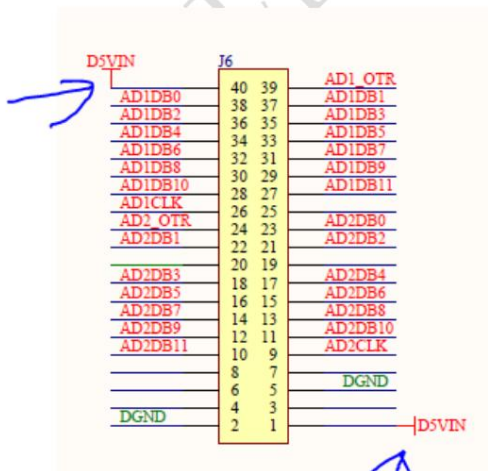 D5VIN J6
40 39 AD1_OTR
AD1DB0 38 37 AD1DB1
AD1DB2 36 35 AD1DB3
AD1DB4 34 33 AD1DB5
AD1DB6 32 31 AD1DB7
AD1DB8 30 29 AD1DB9
AD1DB10 28 27 AD1DB11
AD1CLK 26 25
AD2_OTR 24 23 AD2DB0
AD2DB1 22 21 AD2DB2
20 19
AD2DB3 18 17 AD2DB4
AD2DB5 16 15 AD2DB6
AD2DB7 14 13 AD2DB8
AD2DB9 12 11 AD2DB10
AD2DB11 10 9 AD2CLK
8 7
6 5 DGND
4 3
DGND 2 1 D5VIN